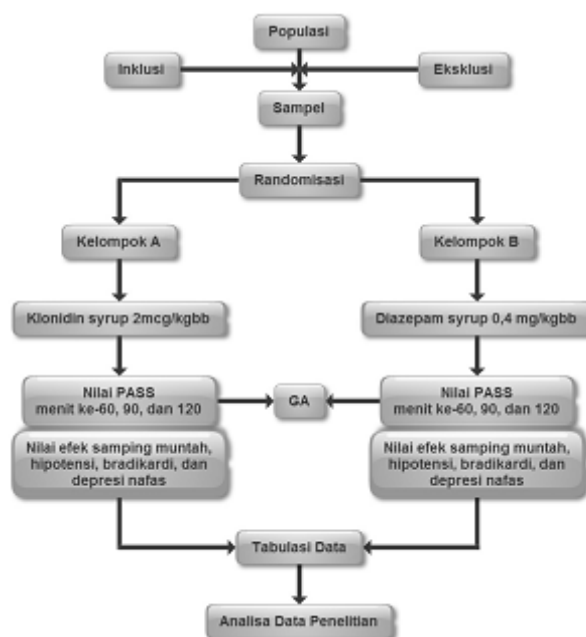 Populasi
Inklusi
Eksklusi
Sampel
Randomisasi
Kelompok A
Kelompok B
Klonidin syrup 2mcg/kgbb
Diazepam syrup 0,4 mg/kgbb
Nilai PASS
menit ke-60, 90, dan 120
GA
Nilai PASS
menit ke-60, 90, dan 120
Nilai efek samping muntah,
hipotensi, bradikardi, dan
depresi nafas
Nilai efek samping muntah,
hipotensi, bradikardi, dan
depresi nafas
Tabulasi Data
Analisa Data Penelitian